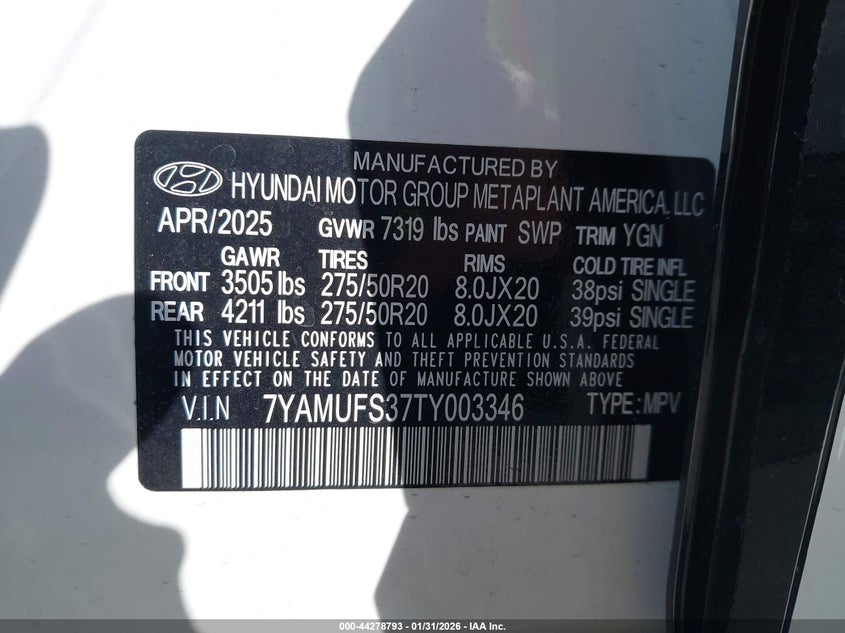 MANUFACTURED BY
HYUNDAI MOTOR GROUP METAPLANT AMERICA, LLC
APR/2025 GVWR 7319 lbs PAINT SWP TRIM YGN
GAWR TIRES RIMS COLD TIRE INFL
FRONT 3505 lbs 275/50R20 8.0JX20 38psi SINGLE
REAR 4211 lbs 275/50R20 8.0JX20 39psi SINGLE
THIS VEHICLE CONFORMS TO ALL APPLICABLE U.S.A. FEDERAL
MOTOR VEHICLE SAFETY AND THEFT PREVENTION STANDARDS
IN EFFECT ON THE DATE OF MANUFACTURE SHOWN ABOVE
V.I.N 7YAMUFS37TY003346 TYPE : MPV
000-44278793 - 01/31/2026 - IAA Inc.